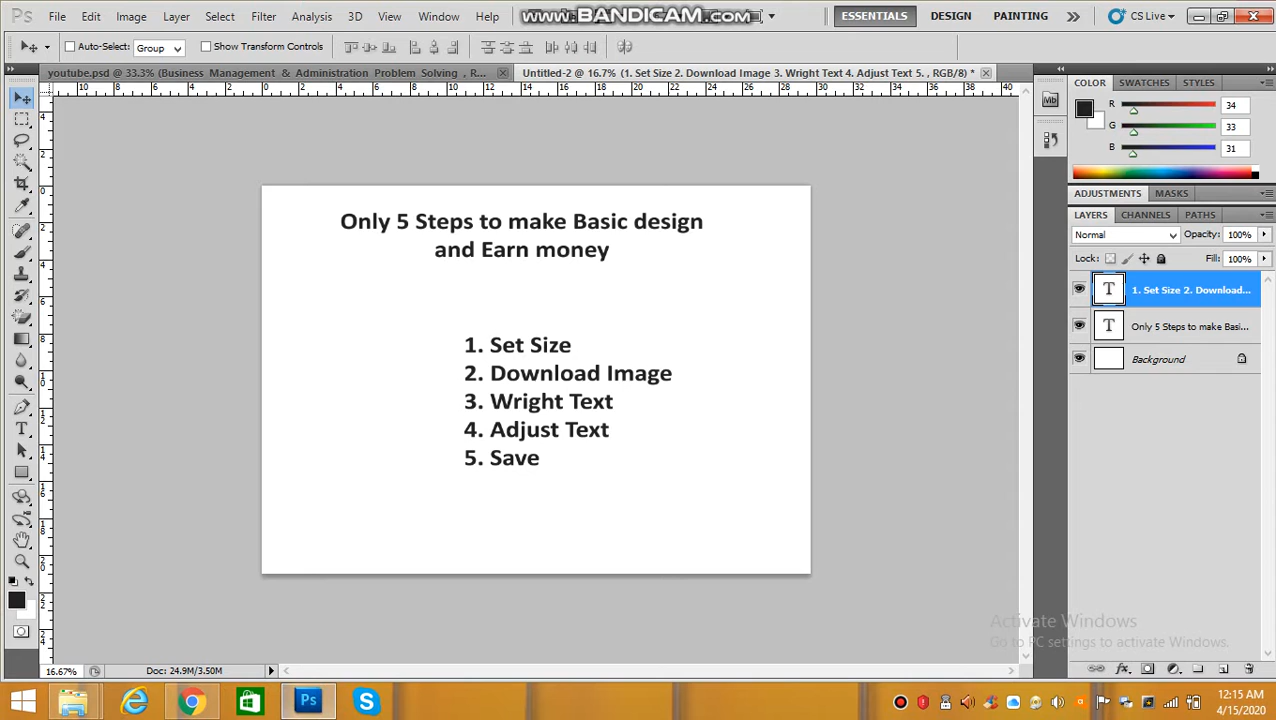 Ps File Edit Image Layer Select Filter Analysis 3D View Window Help
www.BANDICAM.com
ESSENTIALS DESIGN PAINTING CS Live
Auto-Select: Group Show Transform Controls
youtube.psd @ 33.3% (Business Management & Administration Problem Solving , R...
Untitled-2 @ 16.7% (1. Set Size 2. Download Image 3. Wright Text 4. Adjust Text 5. , RGB/8) *
COLOR SWATCHES STYLES
R 34
G 33
B 31
ADJUSTMENTS MASKS
LAYERS CHANNELS PATHS
Normal Opacity: 100%
Lock: Fill: 100%
T 1. Set Size 2. Download...
T Only 5 Steps to make Basi...
Background
Mb
Only 5 Steps to make Basic design
and Earn money
1. Set Size
2. Download Image
3. Wright Text
4. Adjust Text
5. Save
Activate Windows
Go to PC settings to activate Windows.
16.67% Doc: 24.9M/3.50M
Ps
12:15 AM
4/15/2020